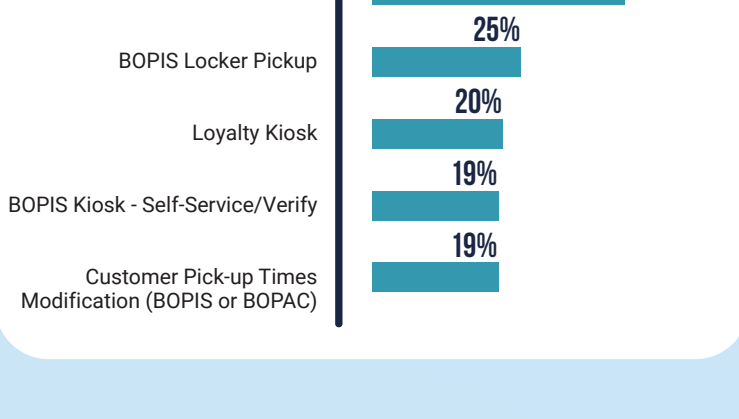 25%
BOPIS Locker Pickup
20%
Loyalty Kiosk
19%
BOPIS Kiosk - Self-Service/Verify
19%
Customer Pick-up Times
Modification (BOPIS or BOPAC)